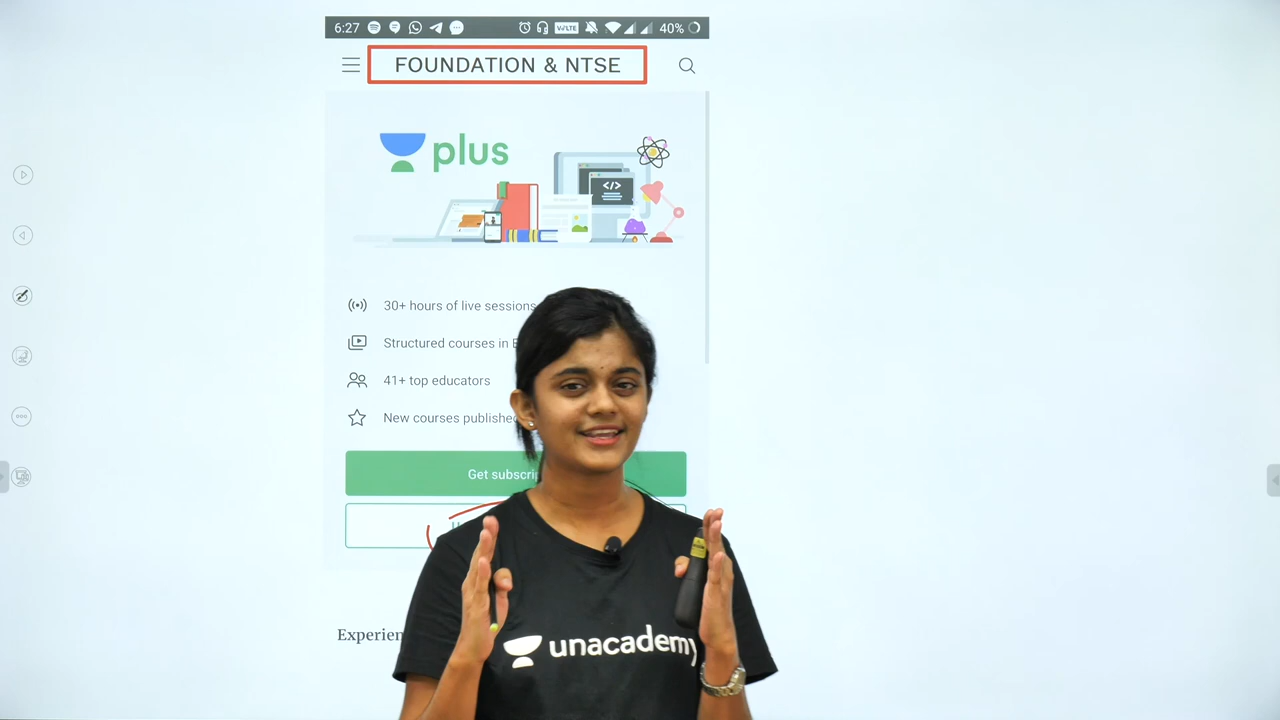 6:27
VoLTE
40%
FOUNDATION & NTSE
plus
</>
30+ hours of live sessions
Structured courses in
41+ top educators
New courses published
Get
Experien
unacademy